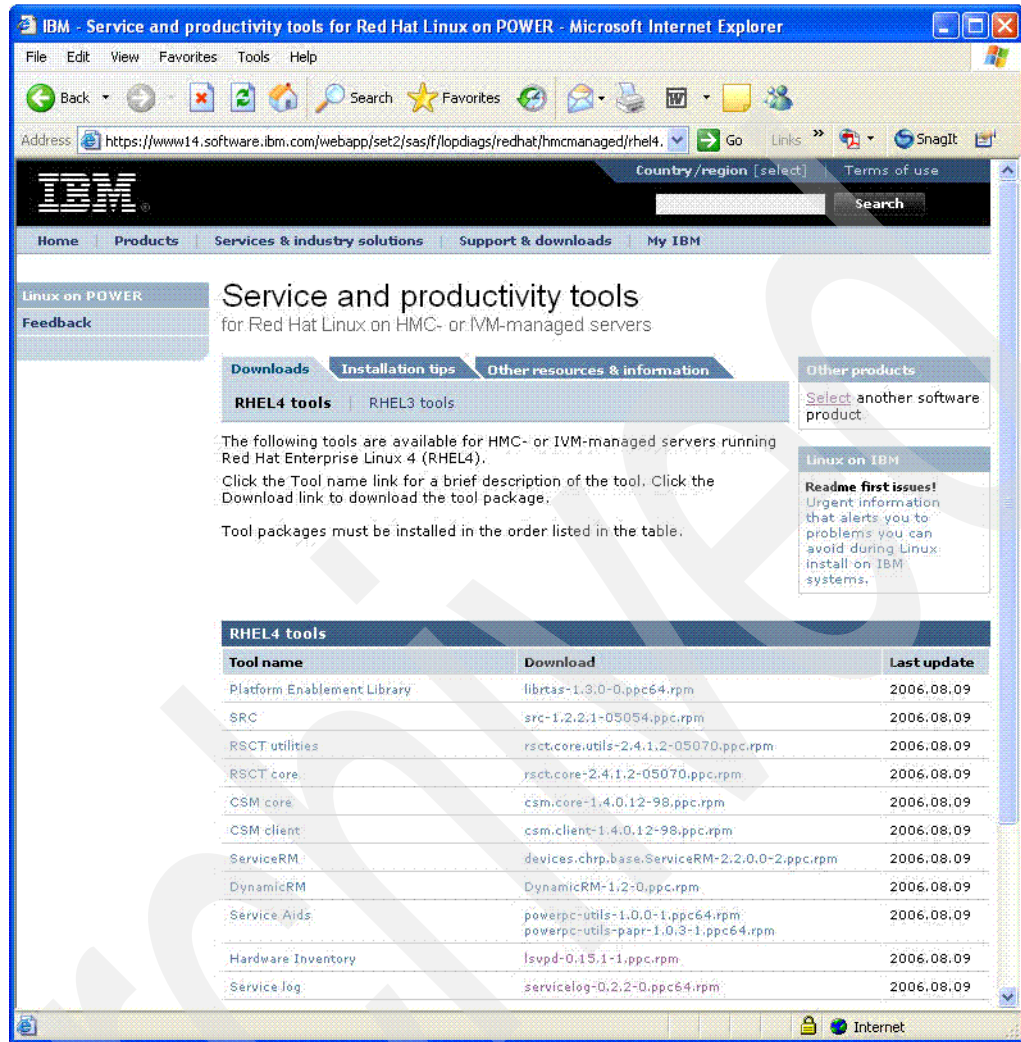 IBM - Service and productivity tools for Red Hat Linux on POWER - Microsoft Internet Explorer
File Edit View Favorites Tools Help
Back Search Favorites
Address https://www14.software.ibm.com/webapp/set2/sas/f/lopdiags/redhat/hmcmanaged/rhel4. Go Links » SnagIt
Country/region [select] Terms of use
IBM ®
Search
Home Products Services & industry solutions Support & downloads My IBM
Linux on POWER
Feedback
Service and productivity tools
for Red Hat Linux on HMC- or IVM-managed servers
Downloads Installation tips Other resources & information
RHEL4 tools RHEL3 tools
The following tools are available for HMC- or IVM-managed servers running
Red Hat Enterprise Linux 4 (RHEL4).
Click the Tool name link for a brief description of the tool. Click the
Download link to download the tool package.
Tool packages must be installed in the order listed in the table.
Other products
Select another software
product
Linux on IBM
Readme first issues!
Urgent information
that alerts you to
problems you can
avoid during Linux
install on IBM
systems.
RHEL4 tools
Tool name Download Last update
Platform Enablement Library librtas-1.3.0-0.ppc64.rpm 2006.08.09
SRC src-1.2.2.1-05054.ppc.rpm 2006.08.09
RSCT utilities rsct.core.utils-2.4.1.2-05070.ppc.rpm 2006.08.09
RSCT core rsct.core-2.4.1.2-05070.ppc.rpm 2006.08.09
CSM core csm.core-1.4.0.12-98.ppc.rpm 2006.08.09
CSM client csm.client-1.4.0.12-98.ppc.rpm 2006.08.09
ServiceRM devices.chrp.base.ServiceRM-2.2.0.0-2.ppc.rpm 2006.08.09
DynamicRM DynamicRM-1.2-0.ppc.rpm 2006.08.09
Service Aids powerpc-utils-1.0.0-1.ppc64.rpm 2006.08.09
powerpc-utils-papr-1.0.3-1.ppc64.rpm
Hardware Inventory lsvpd-0.15.1-1.ppc.rpm 2006.08.09
Service log servicelog-0.2.2-0.ppc64.rpm 2006.08.09
Internet